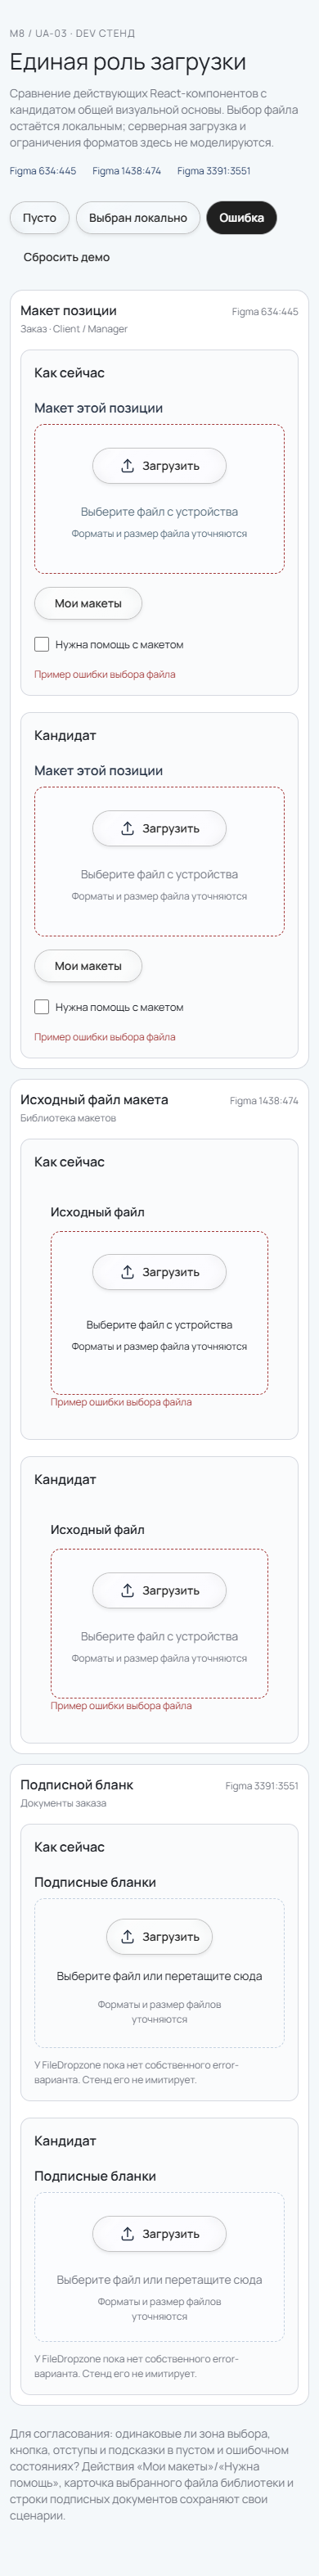 M8 / UA-03 · DEV СТЕНД
Единая роль загрузки
Сравнение действующих React-компонентов с
кандидатом общей визуальной основы. Выбор файла
остаётся локальным; серверная загрузка и
ограничения форматов здесь не моделируются.
Figma 634:445 Figma 1438:474 Figma 3391:3551
Пусто Выбран локально Ошибка
Сбросить демо
Макет позиции Figma 634:445
Заказ · Client / Manager
Как сейчас
Макет этой позиции
Загрузить
Выберите файл с устройства
Форматы и размер файла уточняются
Мои макеты
Нужна помощь с макетом
Пример ошибки выбора файла
Кандидат
Макет этой позиции
Загрузить
Выберите файл с устройства
Форматы и размер файла уточняются
Мои макеты
Нужна помощь с макетом
Пример ошибки выбора файла
Исходный файл макета Figma 1438:474
Библиотека макетов
Как сейчас
Исходный файл
Загрузить
Выберите файл с устройства
Форматы и размер файла уточняются
Пример ошибки выбора файла
Кандидат
Исходный файл
Загрузить
Выберите файл с устройства
Форматы и размер файла уточняются
Пример ошибки выбора файла
Подписной бланк Figma 3391:3551
Документы заказа
Как сейчас
Подписные бланки
Загрузить
Выберите файл или перетащите сюда
Форматы и размер файлов
уточняются
У FileDropzone пока нет собственного error-
варианта. Стенд его не имитирует.
Кандидат
Подписные бланки
Загрузить
Выберите файл или перетащите сюда
Форматы и размер файлов
уточняются
У FileDropzone пока нет собственного error-
варианта. Стенд его не имитирует.
Для согласования: одинаковые ли зона выбора,
кнопка, отступы и подсказки в пустом и ошибочном
состояниях? Действия «Мои макеты»/«Нужна
помощь», карточка выбранного файла библиотеки и
строки подписных документов сохраняют свои
сценарии.